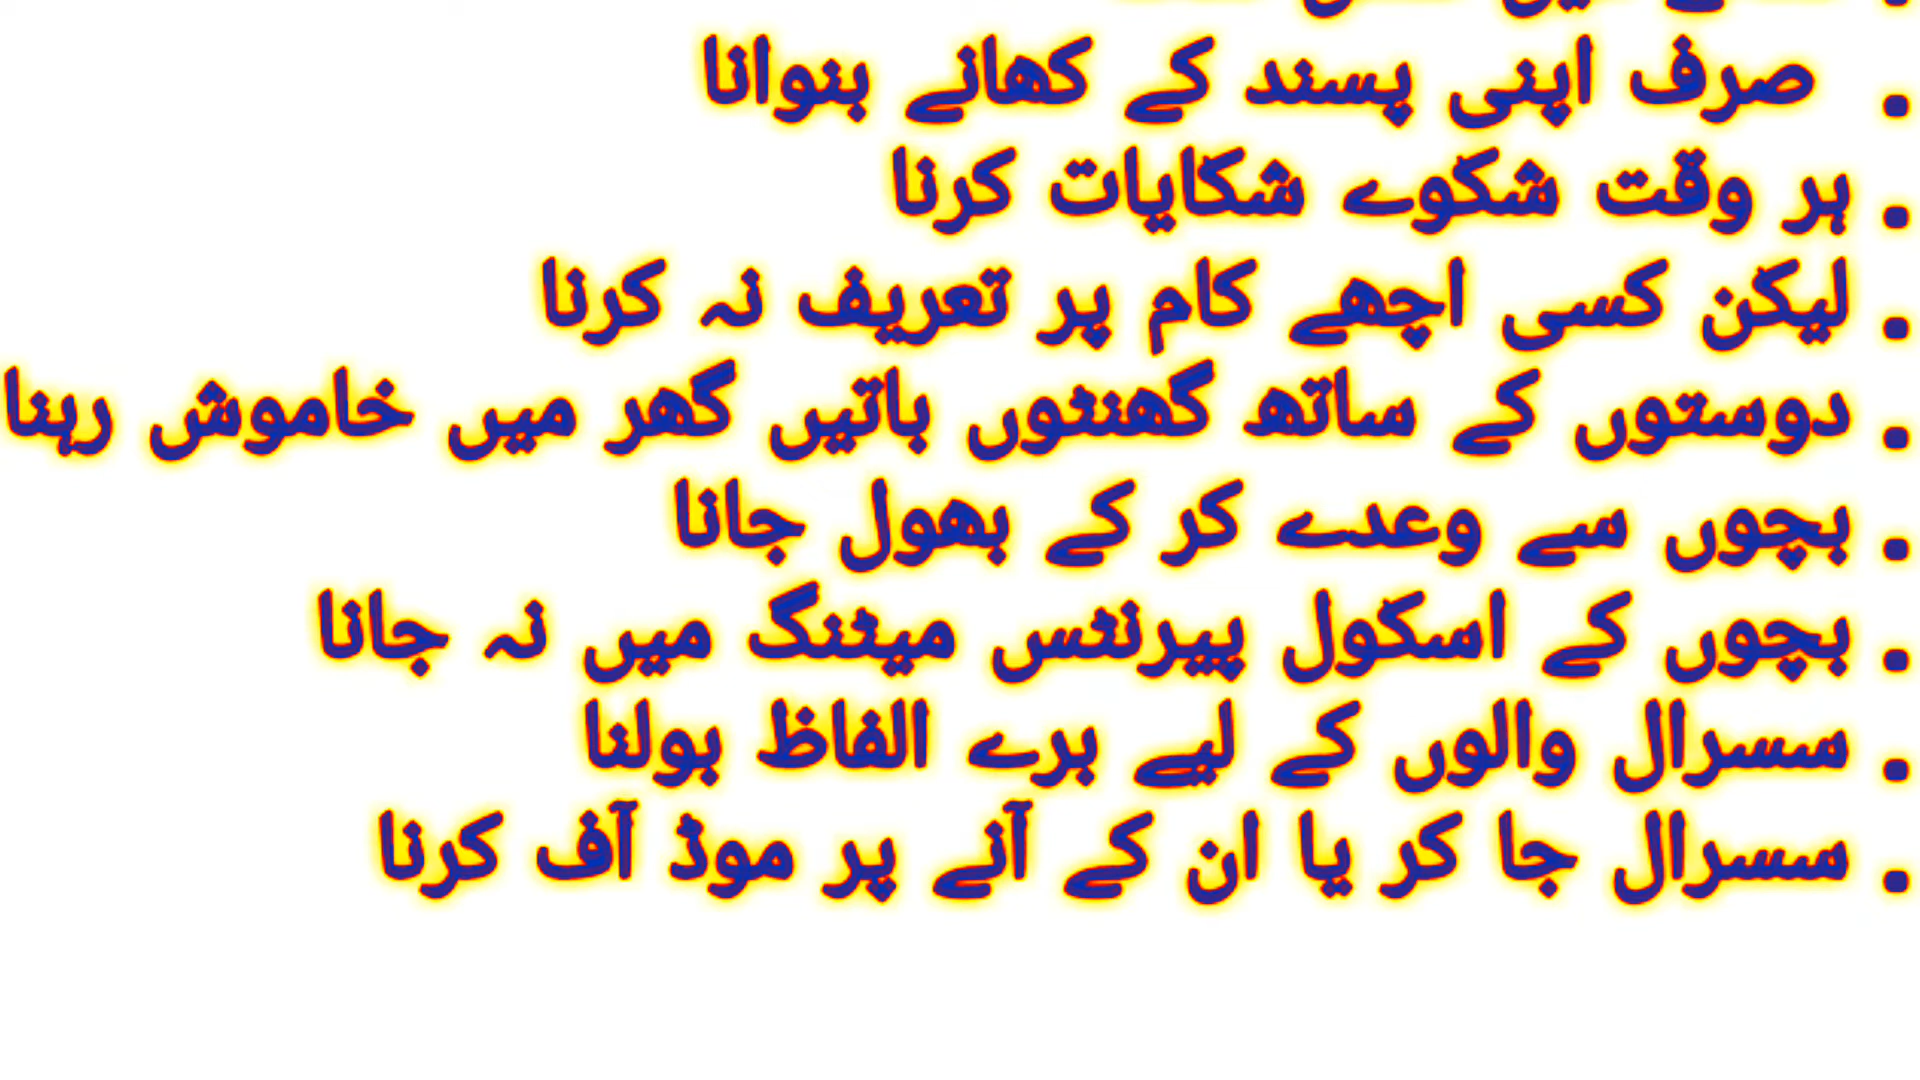 . صرف اپنی پسند کے کھانے بنوانا
. ہر وقت شکوے شکایات کرنا
. لیکن کسی اچھے کام پر تعریف نہ کرنا
. دوستوں کے ساتھ گھنٹوں باتیں گھر میں خاموش رہنا
. بچوں سے وعدے کر کے بھول جانا
. بچوں کے اسکول پیرنٹس میٹنگ میں نہ جانا
. سسرال والوں کے لیے برے الفاظ بولنا
. سسرال جا کر یا ان کے آنے پر موڈ آف کرنا